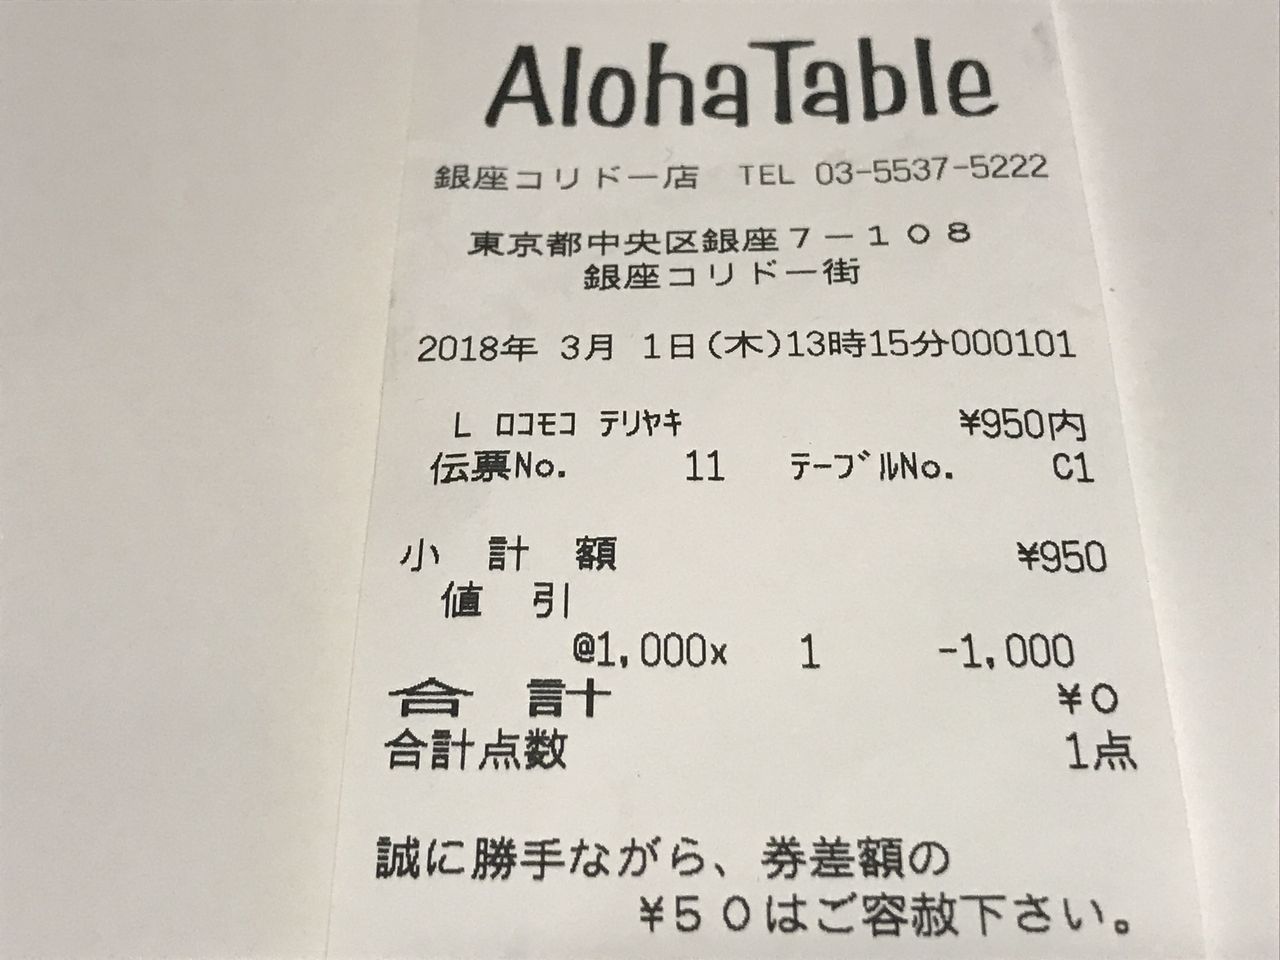 AlohaTable
銀座コリドー店 TEL 03-5537-5222
東京都中央区銀座7-108
銀座コリドー街
2018年 3月 1日(木)13時15分000101
L ﾛｺﾓｺ ﾃﾘﾔｷ ¥950内
伝票No. 11 ﾃｰﾌﾞﾙNo. C1
小計額 ¥950
値引
@1,000x 1 -1,000
合計 ¥0
合計点数 1点
誠に勝手ながら、券差額の
¥50はご容赦下さい。